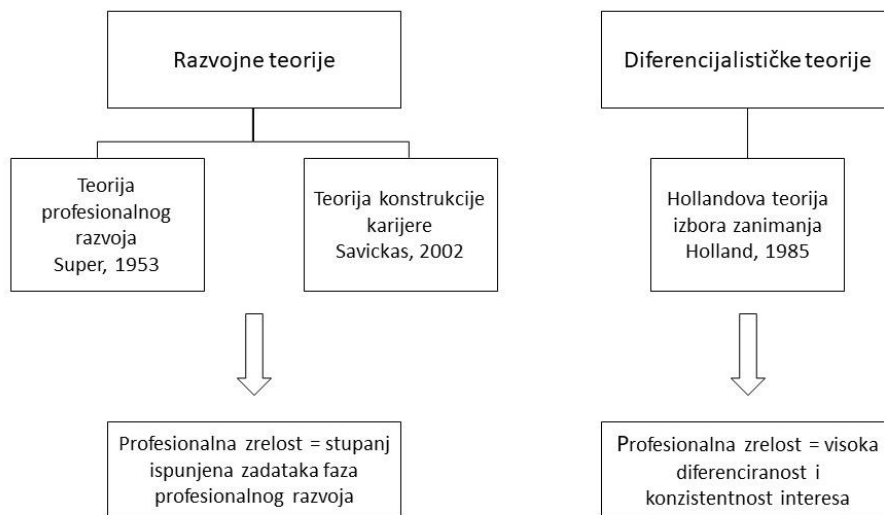 Razvojne teorije
Diferencijalističke teorije
Teorija
profesionalnog
razvoja
Super, 1953
Teorija konstrukcije
karijere
Savickas, 2002
Hollandova teorija
izbora zanimanja
Holland, 1985
Profesionalna zrelost = stupanj
ispunjena zadataka faza
profesionalnog razvoja
Profesionalna zrelost = visoka
diferenciranost i
konzistentnost interesa